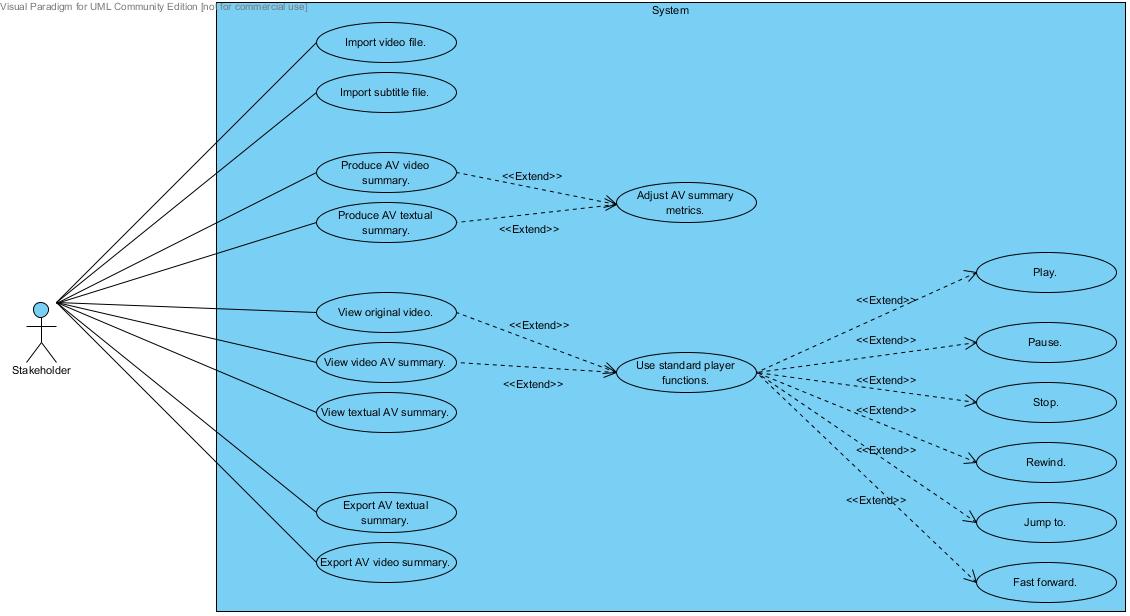 Visual Paradigm for UML Community Edition [not for commercial use]
System
Import video file.
Import subtitle file.
Produce AV video
summary.
<<Extend>>
Adjust AV summary
metrics.
Produce AV textual
summary.
<<Extend>>
Play.
<<Extend>>
View original video.
<<Extend>>
Pause.
<<Extend>>
View video AV summary.
<<Extend>>
Use standard player
functions.
<<Extend>>
Stop.
Stakeholder
View textual AV summary.
<<Extend>>
Rewind.
<<Extend>>
Jump to.
<<Extend>>
Export AV textual
summary.
Export AV video summary.
Fast forward.